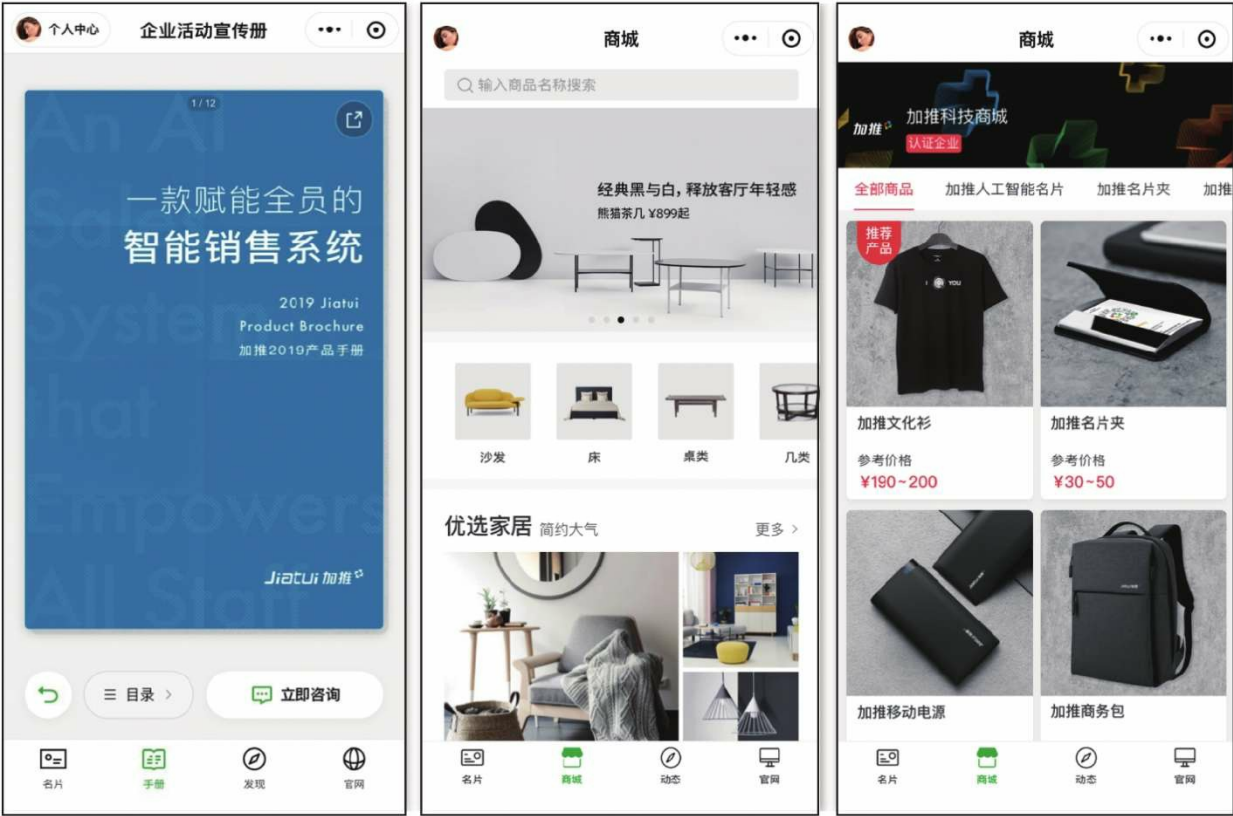 个人中心
企业活动宣传册
1 / 12
An Ai
Sales
System
that
Empowers
All Staff
一款赋能全员的
智能销售系统
2019 Jiatui
Product Brochure
加推2019产品手册
Jiatui 加推
目录 >
立即咨询
名片
手册
发现
官网
商城
输入商品名称搜索
经典黑与白，释放客厅年轻感
熊猫茶几 ¥899起
沙发
床
桌类
几类
优选家居 简约大气
更多 >
名片
商城
动态
官网
商城
加推
加推科技商城
认证企业
全部商品 加推人工智能名片 加推名片夹 加推
推荐
产品
I YOU
加推文化衫
参考价格
¥190~200
加推名片夹
参考价格
¥30~50
加推移动电源
加推商务包
名片
商城
动态
官网